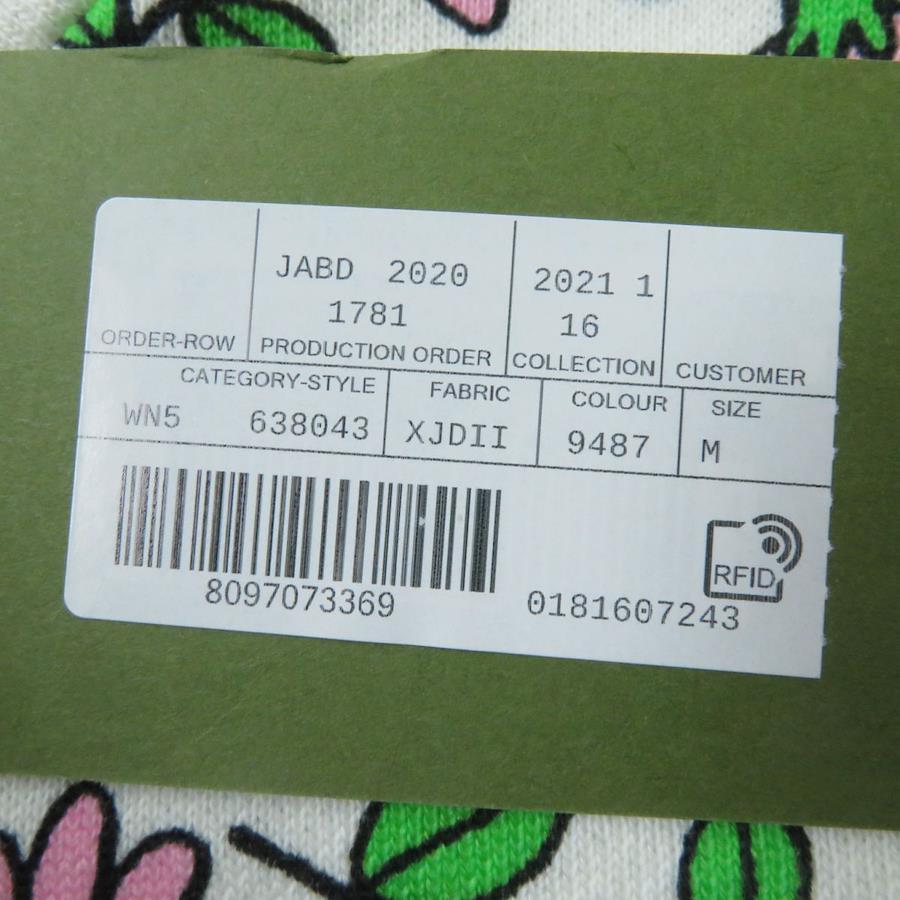 JABD 2020
1781
2021 1
16
ORDER-ROW
PRODUCTION ORDER
COLLECTION
CUSTOMER
CATEGORY-STYLE
FABRIC
COLOUR
SIZE
WN5 638043
XJDII
9487
M
RFID
8097073369
0181607243